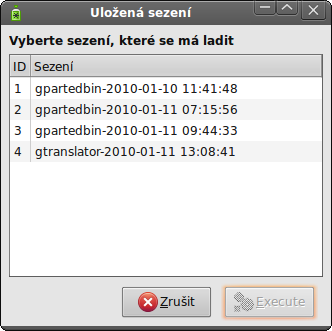 Uložená sezení
Vyberte sezení, které se má ladit
ID Sezení
1 gpartedbin-2010-01-10 11:41:48
2 gpartedbin-2010-01-11 07:15:56
3 gpartedbin-2010-01-11 09:44:33
4 gtranslator-2010-01-11 13:08:41
Zrušit Execute